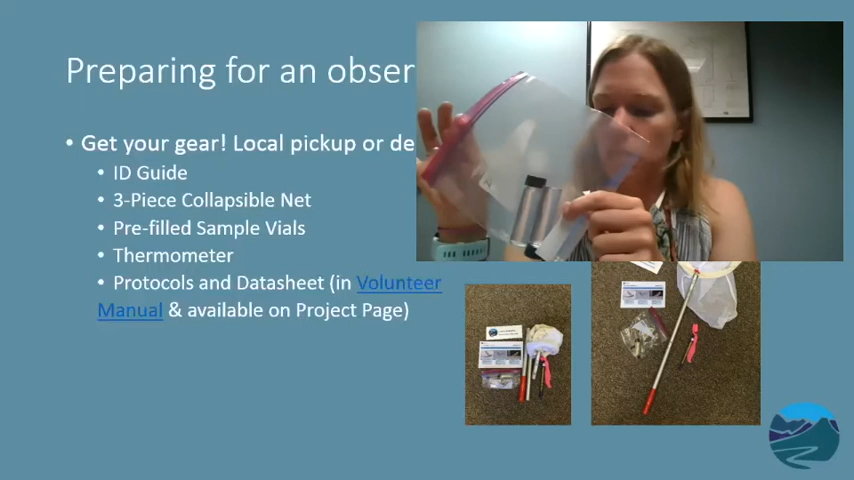 Preparing for an obser
• Get your gear! Local pickup or de
• ID Guide
• 3-Piece Collapsible Net
• Pre-filled Sample Vials
• Thermometer
• Protocols and Datasheet (in Volunteer
Manual & available on Project Page)